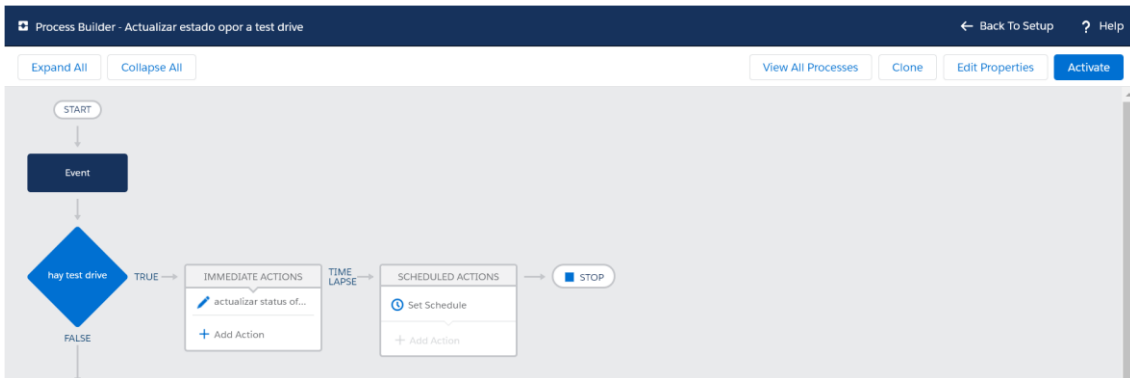 Process Builder - Actualizar estado opor a test drive
Back To Setup
? Help
Expand All
Collapse All
View All Processes
Clone
Edit Properties
Activate
START
Event
hay test drive
TRUE
IMMEDIATE ACTIONS
TIME
LAPSE
SCHEDULED ACTIONS
STOP
actualizar status of...
Set Schedule
+ Add Action
+ Add Action
FALSE